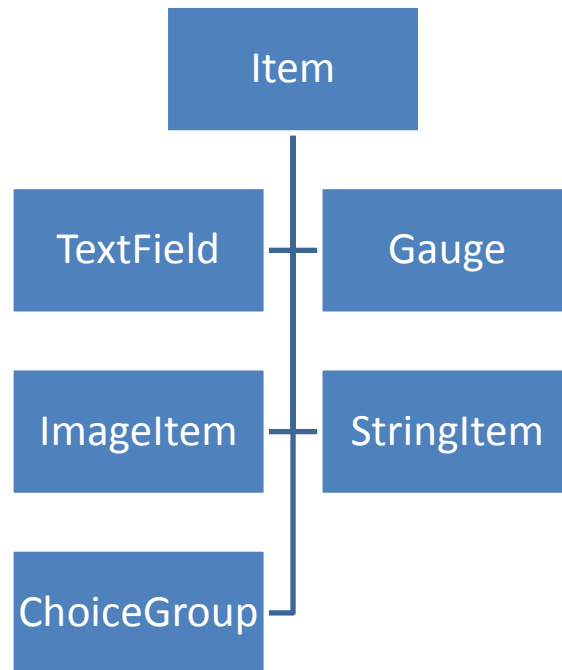 Item
TextField
Gauge
ImageItem
StringItem
ChoiceGroup